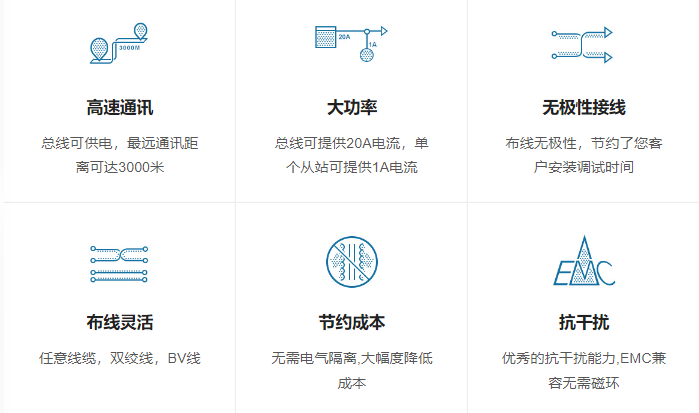 3000M
20A
1A
高速通讯
大功率
无极性接线
总线可供电，最远通讯距
离可达3000米
总线可提供20A电流，单
个从站可提供1A电流
布线无极性，节约了您客
户安装调试时间
EMC
布线灵活
节约成本
抗干扰
任意线缆，双绞线，BV线
无需电气隔离,大幅度降低
成本
优秀的抗干扰能力,EMC兼
容无需磁环